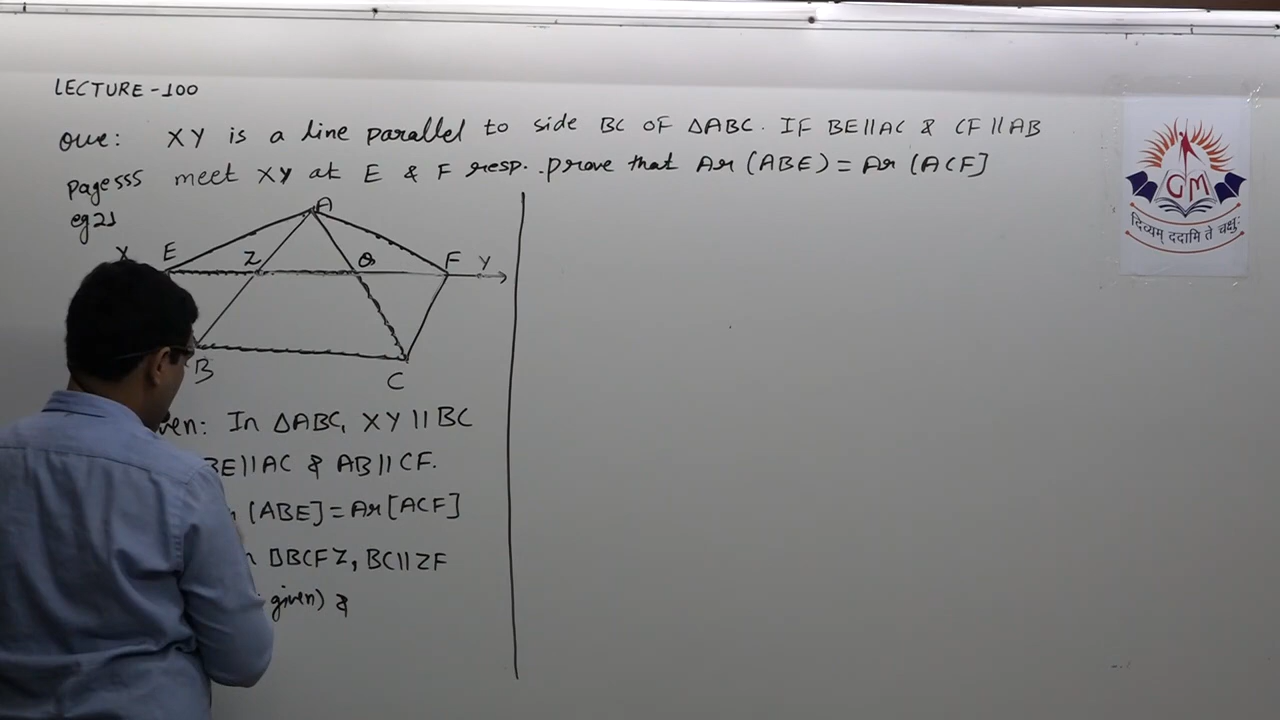 LECTURE -100
Que: XY is a line parallel to side BC OF ΔABC. IF BE||AC & CF||AB
Page 555 meet XY at E & F resp. prove that Ar (ABE) = Ar [ACF]
eg 21
A
X E Z Q F Y
B
C
ven: In ΔABC, XY||BC
BE||AC & AB||CF.
[ABE] = Ar [ACF]
BCFZ, BC||ZF
given) &
GM
दिव्यम् ददामि ते चक्षुः